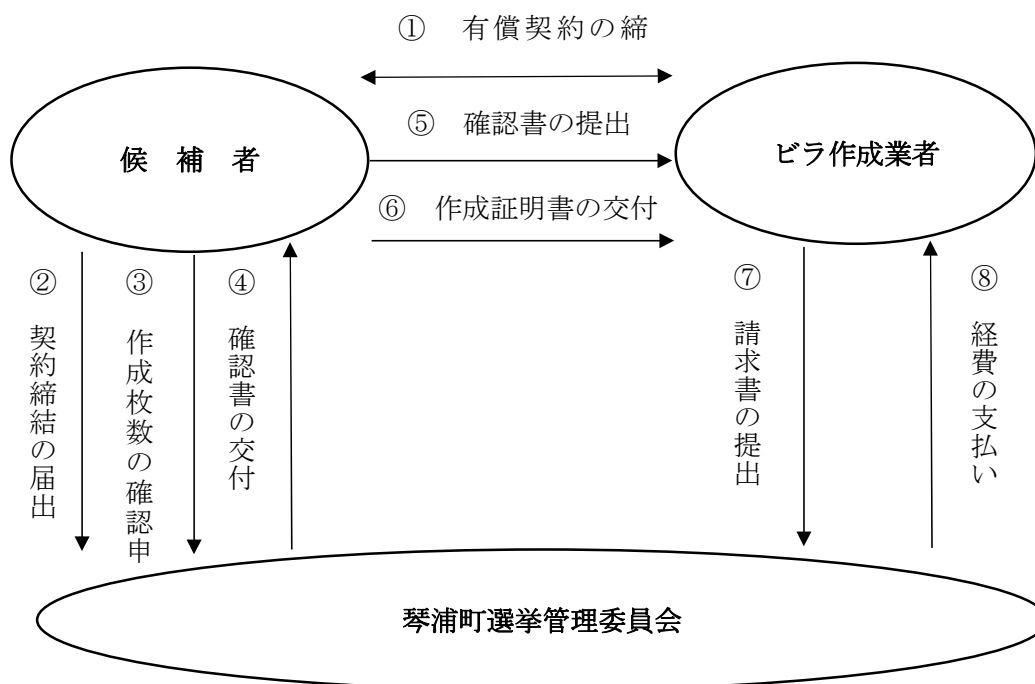 ① 有償契約の締
⑤ 確認書の提出
候 補 者
ビラ作成業者
⑥ 作成証明書の交付
② 契約締結の届出
③ 作成枚数の確認申
④ 確認書の交付
⑦ 請求書の提出
⑧ 経費の支払い
琴浦町選挙管理委員会